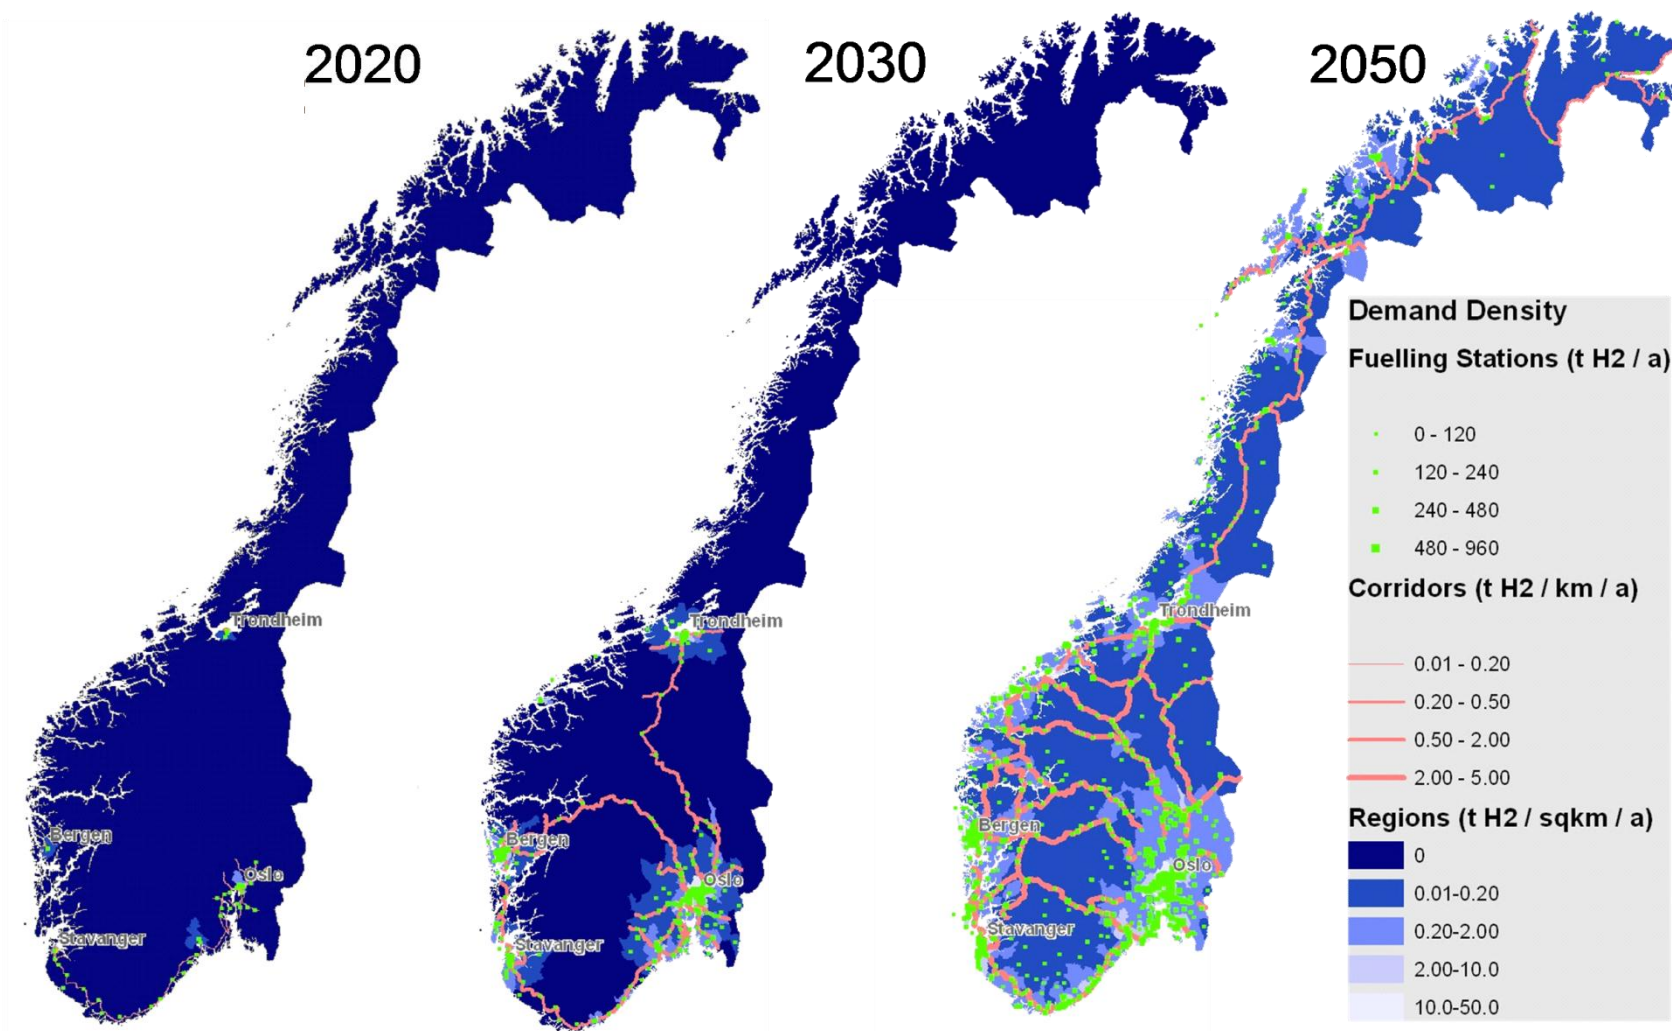 2020
2030
2050
Trondheim
Bergen
Oslo
Stavanger
Trondheim
Bergen
Oslo
Stavanger
Trondheim
Bergen
Oslo
Stavanger
Demand Density
Fuelling Stations (t H2 / a)
0 - 120
120 - 240
240 - 480
480 - 960
Corridors (t H2 / km / a)
0.01 - 0.20
0.20 - 0.50
0.50 - 2.00
2.00 - 5.00
Regions (t H2 / sqkm / a)
0
0.01-0.20
0.20-2.00
2.00-10.0
10.0-50.0